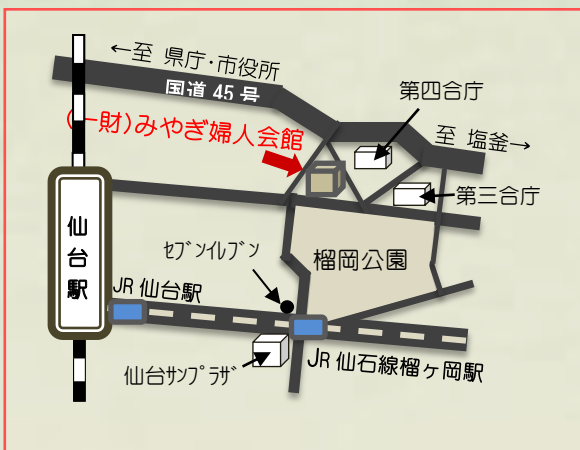 ←至 県庁・市役所
国道 45 号
第四合庁
(一財)みやぎ婦人会館
至 塩釜→
第三合庁
仙台駅
ｾﾌﾞﾝｲﾚﾌﾞﾝ
榴岡公園
JR 仙台駅
JR 仙石線榴ヶ岡駅
仙台ｻﾝﾌﾟﾗｻﾞ